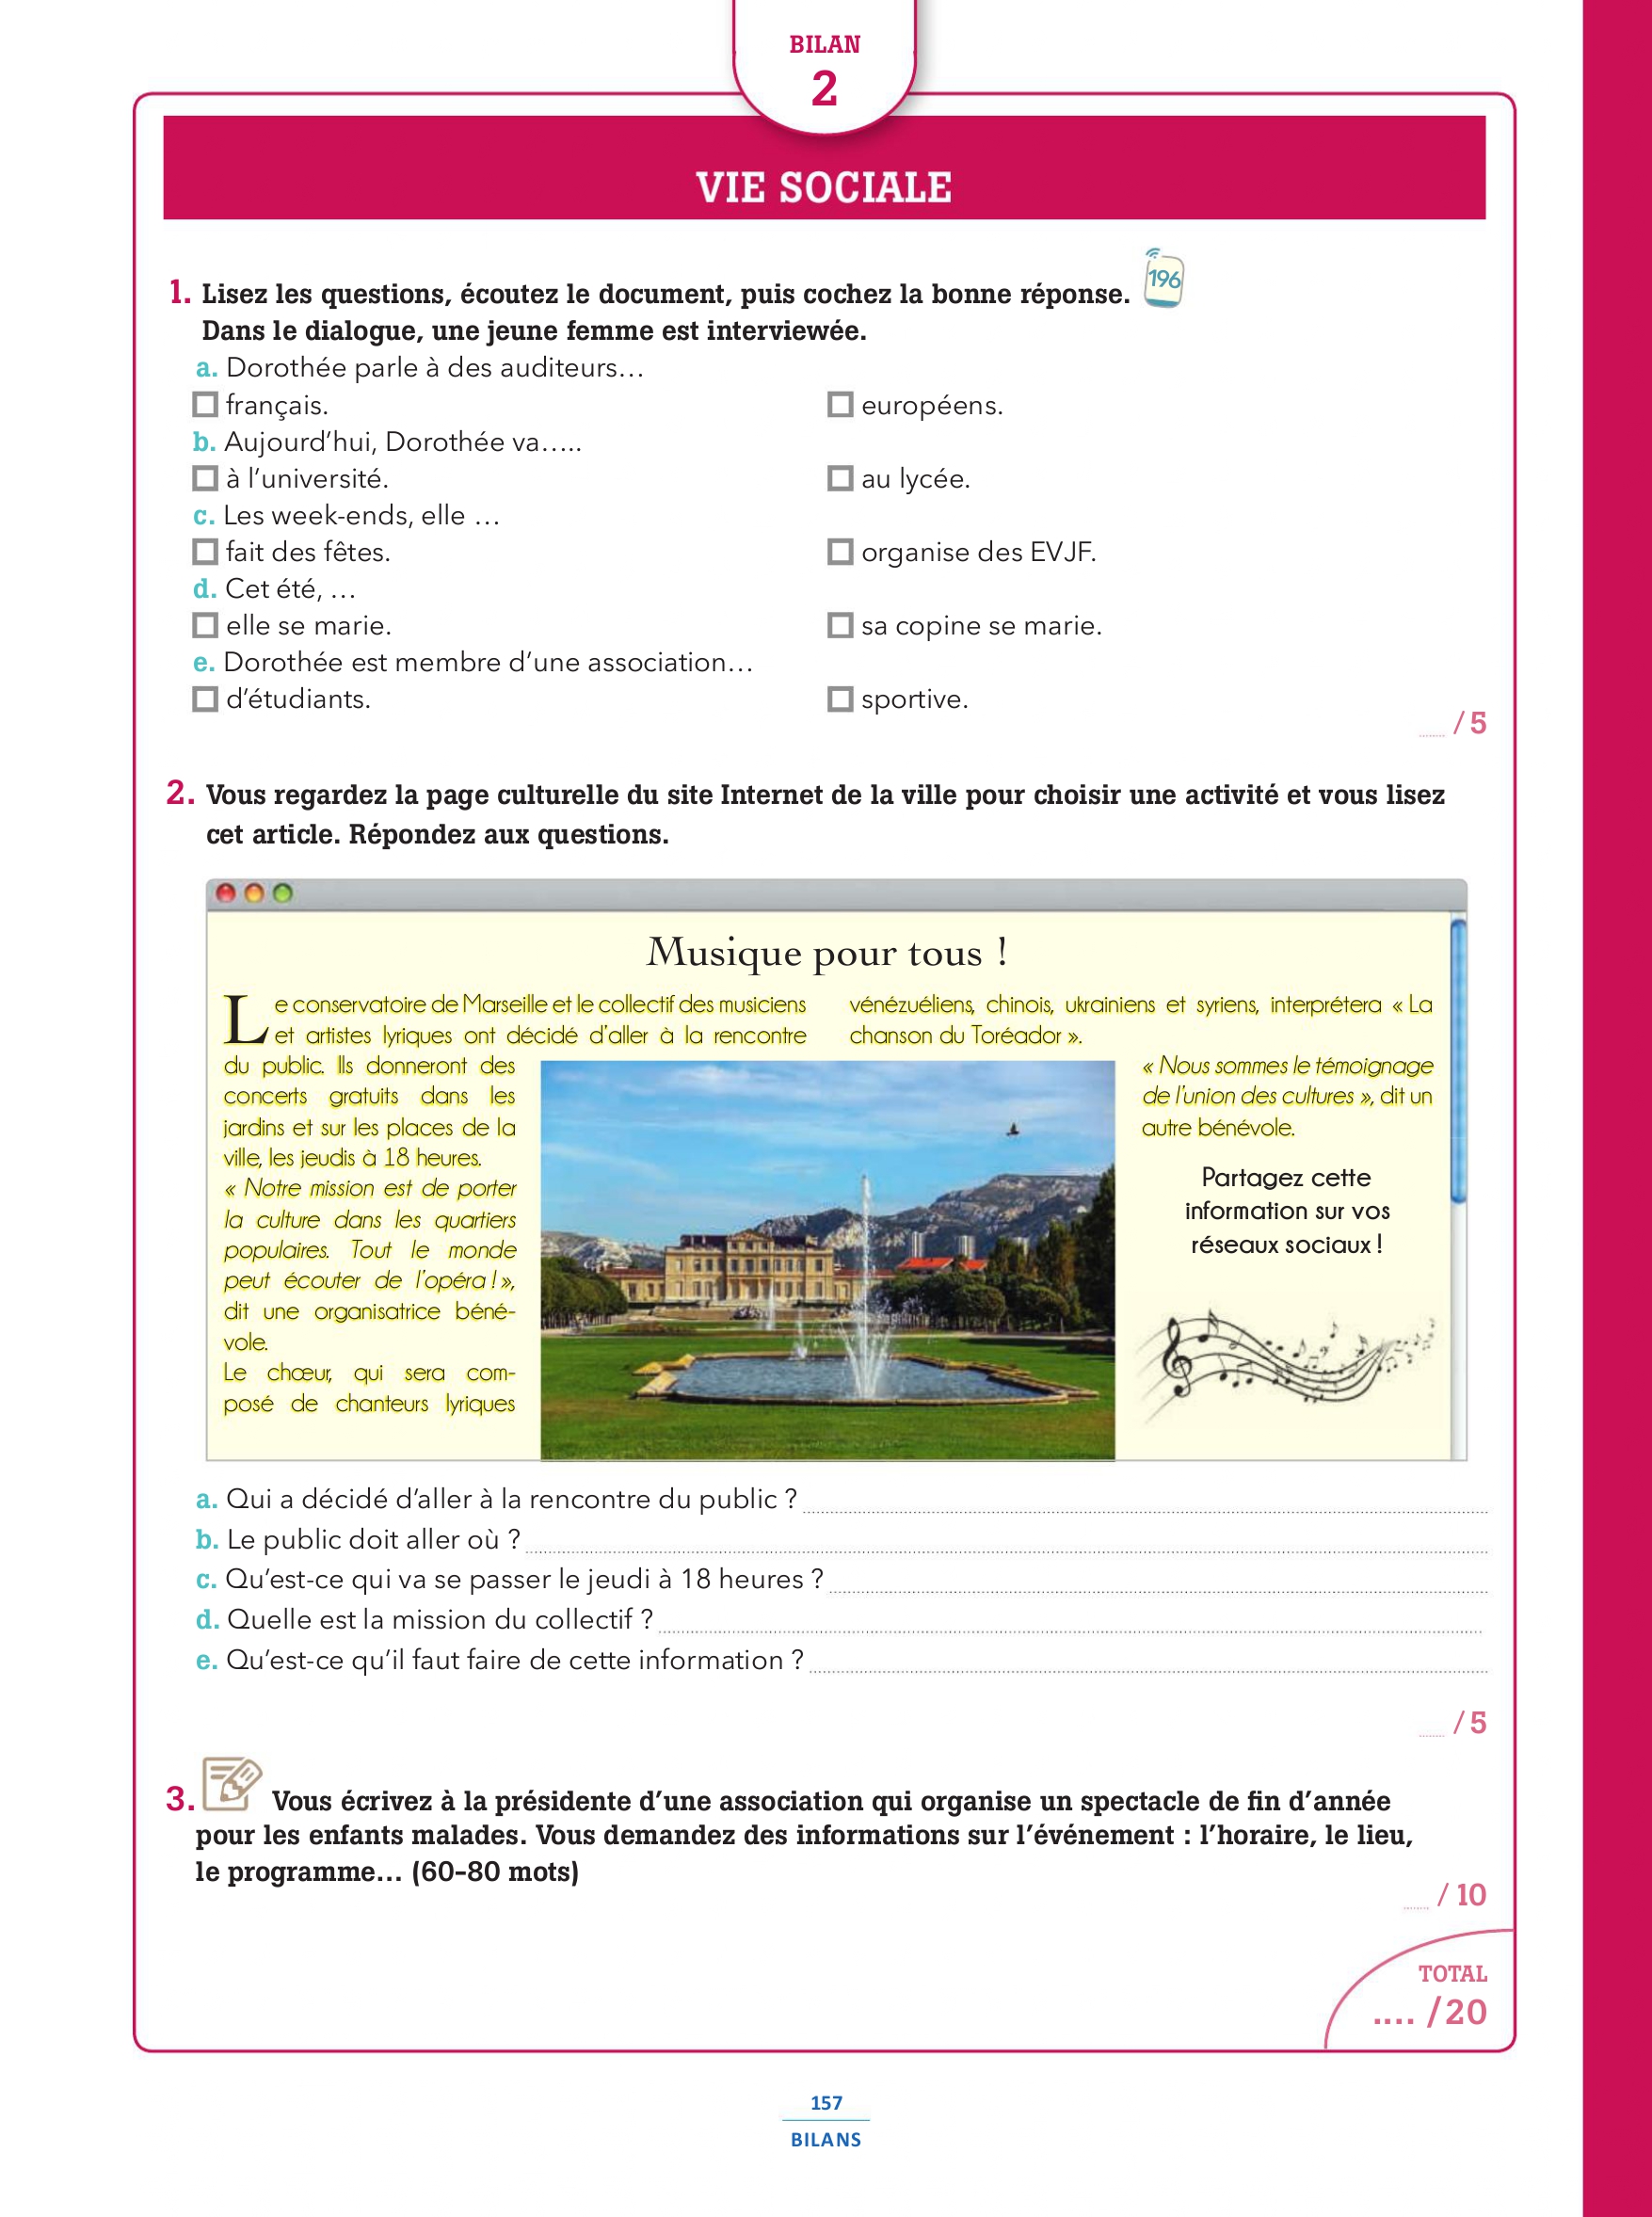 BILAN
2
VIE SOCIALE
1. Lisez les questions, écoutez le document, puis cochez la bonne réponse. 196
Dans le dialogue, une jeune femme est interviewée.
a. Dorothée parle à des auditeurs…
français. européens.
b. Aujourd’hui, Dorothée va…..
à l’université. au lycée.
c. Les week-ends, elle …
fait des fêtes. organise des EVJF.
d. Cet été, …
elle se marie. sa copine se marie.
e. Dorothée est membre d’une association…
d’étudiants. sportive.
/ 5
2. Vous regardez la page culturelle du site Internet de la ville pour choisir une activité et vous lisez
cet article. Répondez aux questions.
Musique pour tous !
Le conservatoire de Marseille et le collectif des musiciens
et artistes lyriques ont décidé d’aller à la rencontre
du public. Ils donneront des
concerts gratuits dans les
jardins et sur les places de la
ville, les jeudis à 18 heures.
« Notre mission est de porter
la culture dans les quartiers
populaires. Tout le monde
peut écouter de l’opéra ! »,
dit une organisatrice béné-
vole.
Le chœur, qui sera com-
posé de chanteurs lyriques
vénézuéliens, chinois, ukrainiens et syriens, interprétera « La
chanson du Toréador ».
« Nous sommes le témoignage
de l’union des cultures », dit un
autre bénévole.
Partagez cette
information sur vos
réseaux sociaux !
a. Qui a décidé d’aller à la rencontre du public ?
b. Le public doit aller où ?
c. Qu’est-ce qui va se passer le jeudi à 18 heures ?
d. Quelle est la mission du collectif ?
e. Qu’est-ce qu’il faut faire de cette information ?
/ 5
3. Vous écrivez à la présidente d’une association qui organise un spectacle de fin d’année
pour les enfants malades. Vous demandez des informations sur l’événement : l’horaire, le lieu,
le programme… (60–80 mots)
/ 10
TOTAL
.... /20
157
BILANS